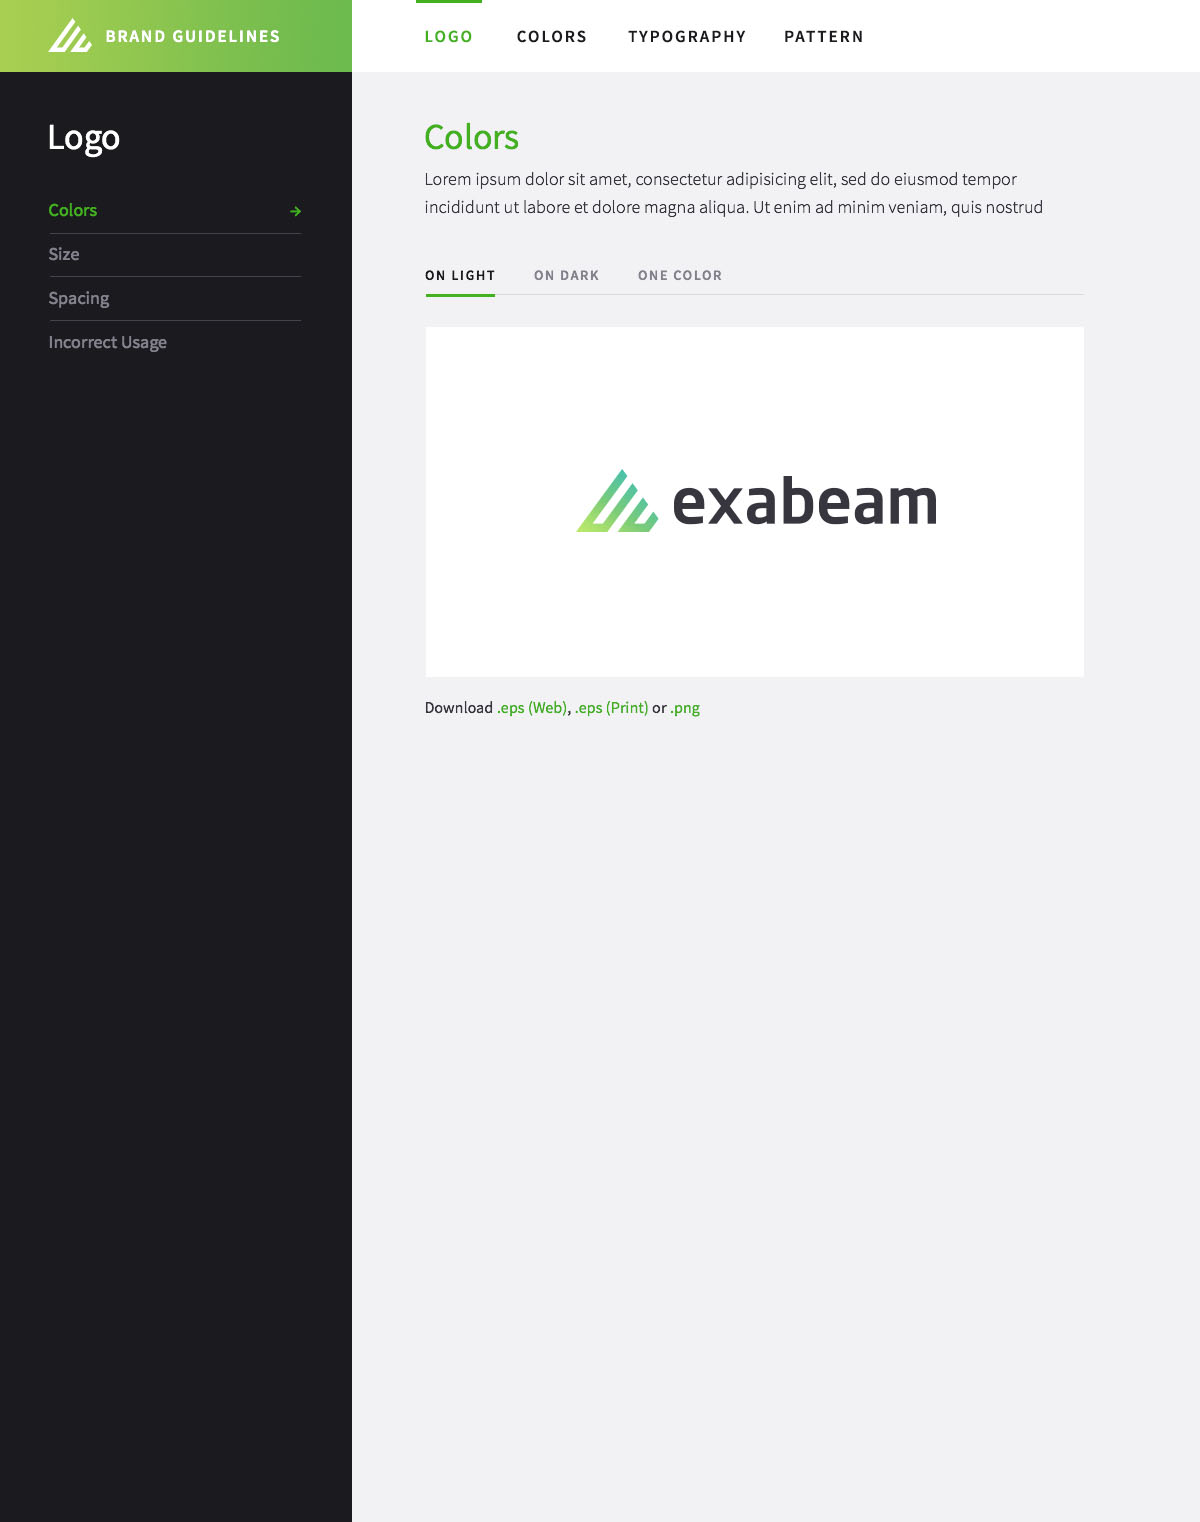 BRAND GUIDELINES
LOGO COLORS TYPOGRAPHY PATTERN
Logo
Colors
Size
Spacing
Incorrect Usage
Colors
Lorem ipsum dolor sit amet, consectetur adipisicing elit, sed do eiusmod tempor
incididunt ut labore et dolore magna aliqua. Ut enim ad minim veniam, quis nostrud
ON LIGHT ON DARK ONE COLOR
exabeam
Download .eps (Web), .eps (Print) or .png